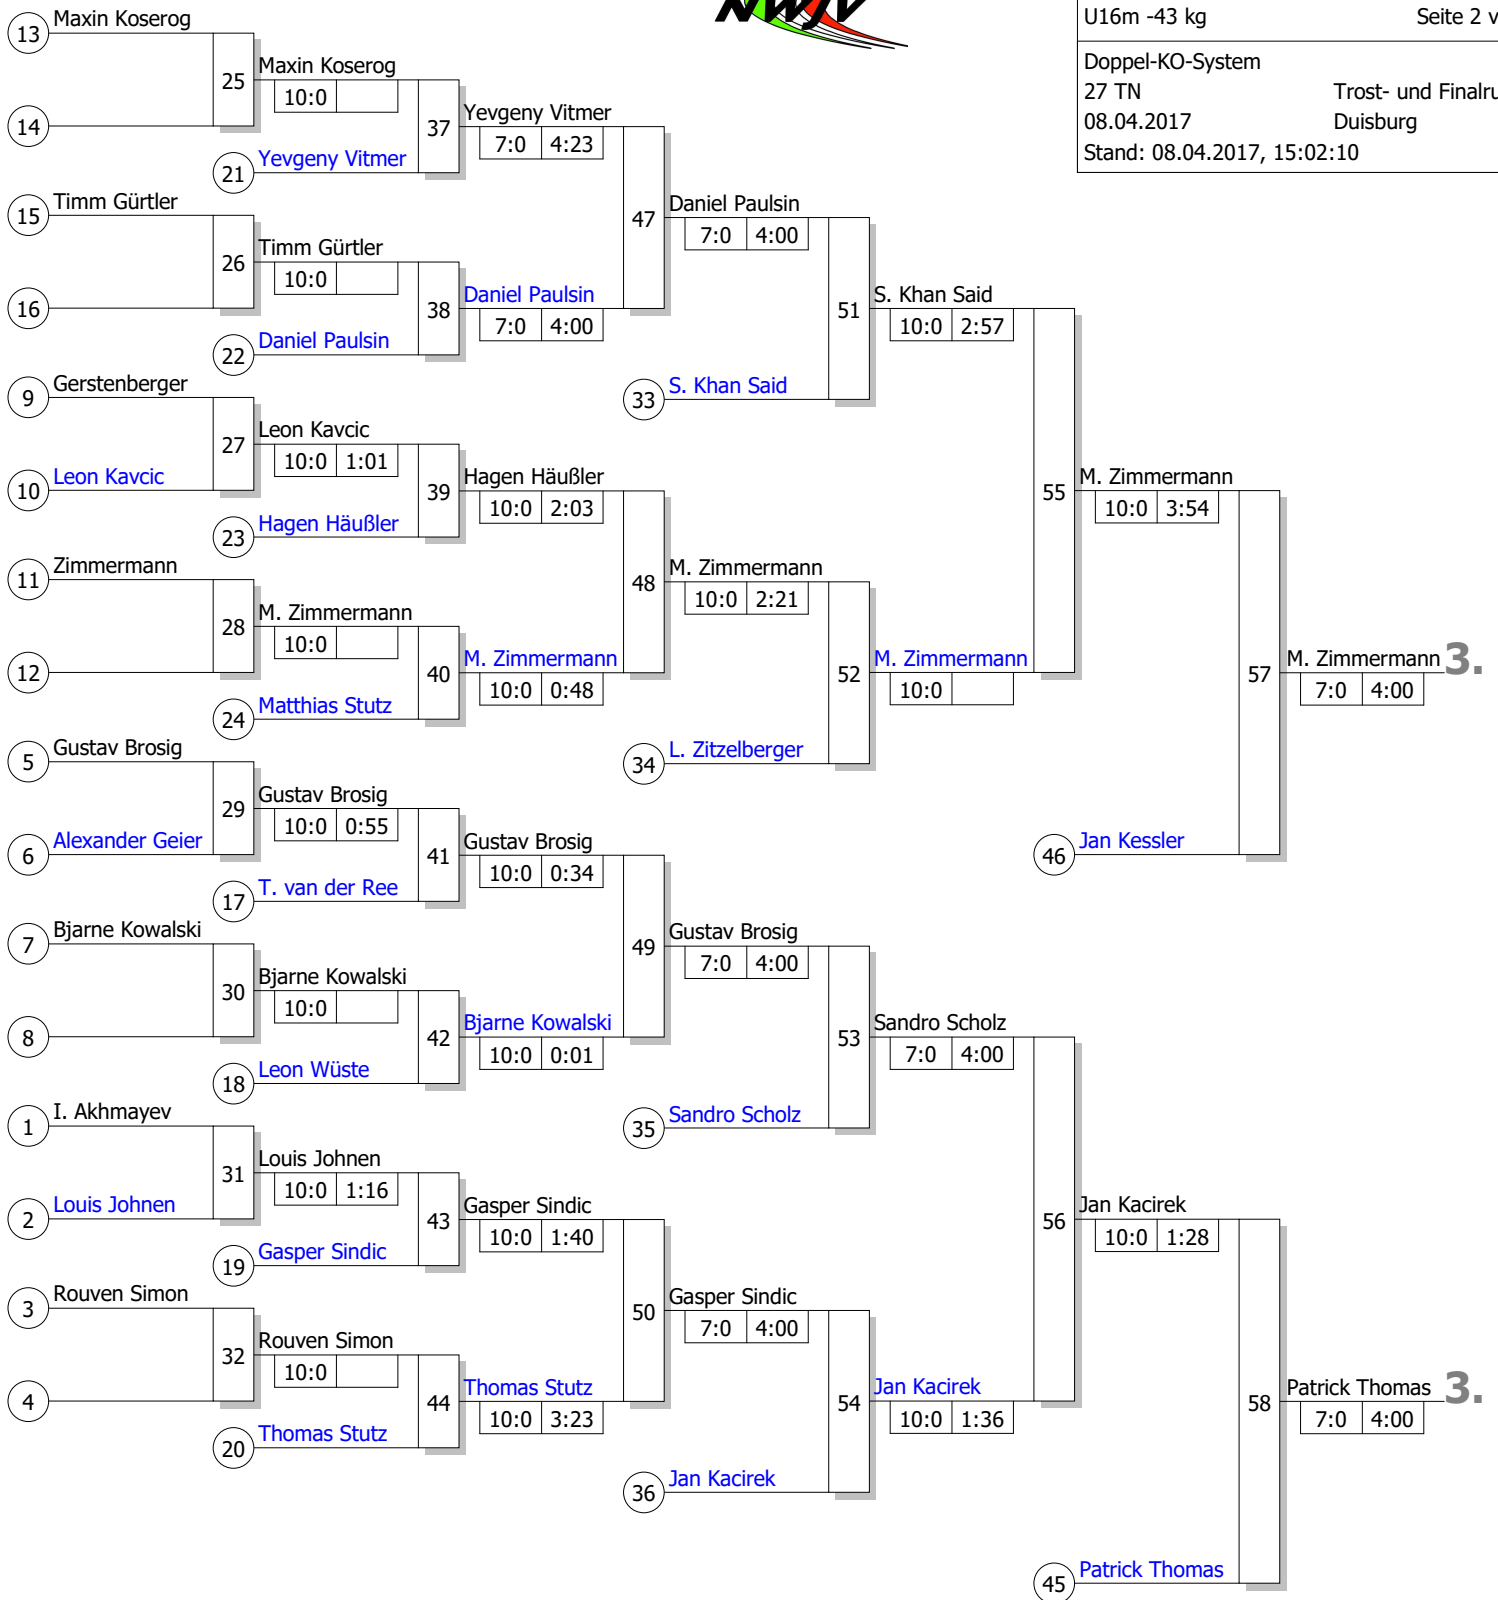 NWJV
U16m -43 kg Seite 2 v
Doppel-KO-System
27 TN Trost- und Finalru
08.04.2017 Duisburg
Stand: 08.04.2017, 15:02:10
13 Maxin Koserog
14
25 Maxin Koserog
10:0
21 Yevgeny Vitmer
37 Yevgeny Vitmer
7:0 4:23
15 Timm Gürtler
16
26 Timm Gürtler
10:0
22 Daniel Paulsin
38 Daniel Paulsin
7:0 4:00
47 Daniel Paulsin
7:0 4:00
33 S. Khan Said
51 S. Khan Said
10:0 2:57
9 Gerstenberger
10 Leon Kavcic
27 Leon Kavcic
10:0 1:01
23 Hagen Häußler
39 Hagen Häußler
10:0 2:03
11 Zimmermann
12
28 M. Zimmermann
10:0
24 Matthias Stutz
40 M. Zimmermann
10:0 0:48
48 M. Zimmermann
10:0 2:21
34 L. Zitzelberger
52 M. Zimmermann
10:0
55 M. Zimmermann
10:0 3:54
46 Jan Kessler
57 M. Zimmermann 3.
7:0 4:00
5 Gustav Brosig
6 Alexander Geier
29 Gustav Brosig
10:0 0:55
17 T. van der Ree
41 Gustav Brosig
10:0 0:34
7 Bjarne Kowalski
8
30 Bjarne Kowalski
10:0
18 Leon Wüste
42 Bjarne Kowalski
10:0 0:01
49 Gustav Brosig
7:0 4:00
35 Sandro Scholz
53 Sandro Scholz
7:0 4:00
1 I. Akhmayev
2 Louis Johnen
31 Louis Johnen
10:0 1:16
19 Gasper Sindic
43 Gasper Sindic
10:0 1:40
3 Rouven Simon
4
32 Rouven Simon
10:0
20 Thomas Stutz
44 Thomas Stutz
10:0 3:23
50 Gasper Sindic
7:0 4:00
36 Jan Kacirek
54 Jan Kacirek
10:0 1:36
56 Jan Kacirek
10:0 1:28
45 Patrick Thomas
58 Patrick Thomas 3.
7:0 4:00